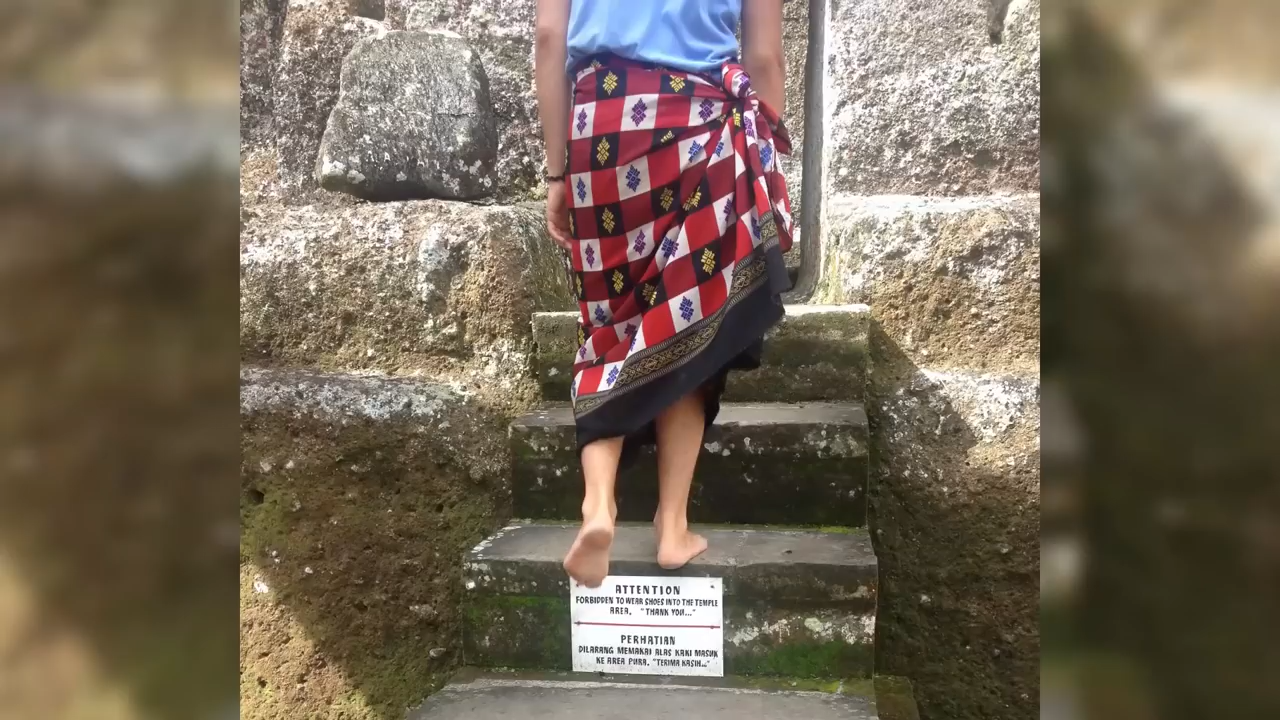 ATTENTION
FORBIDDEN TO WEAR SHOES INTO THE TEMPLE
AREA. "THANK YOU..."
PERHATIAN
DILARANG MEMAKAI ALAS KAKI MASUK
KE AREA PURA. "TERIMA KASIH..."